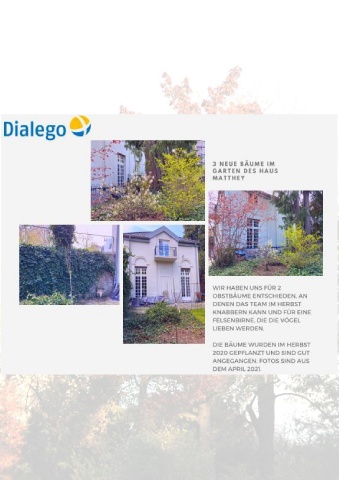 Dialego
3 NEUE BÄUME IM
GARTEN DES HAUS
MATTHEY
WIR HABEN UNS FÜR 2
OBSTBÄUME ENTSCHIEDEN, AN
DENEN DAS TEAM IM HERBST
KNABBERN KANN UND FÜR EINE
FELSENBIRNE, DIE DIE VÖGEL
LIEBEN WERDEN.
DIE BÄUME WURDEN IM HERBST
2020 GEPFLANZT UND SIND GUT
ANGEGANGEN. FOTOS SIND AUS
DEM APRIL 2021.